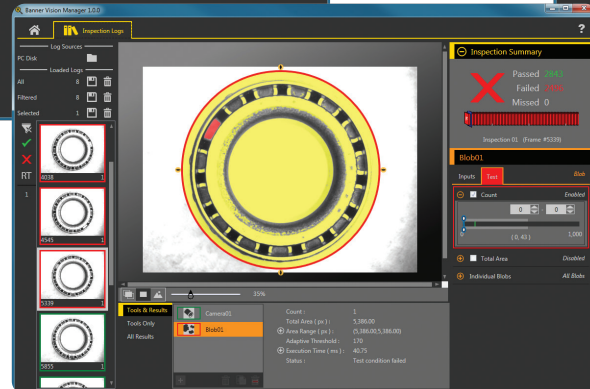 Banner Vision Manager 1.0.0
Inspection Logs
?
Log Sources
PC Disk
Loaded Logs
All 8
Filtered 8
Selected 1
RT
1
4038 1
4545 1
5339 1
5855 1
35%
Tools & Results
Tools Only
All Results
Camera01
Blob01
Count : 1
Total Area ( px ) : 5,386.00
Area Range ( px ) : (5,386.00;5,386.00)
Adaptive Threshold : 170
Execution Time ( ms ) : 40.75
Status : Test condition failed
Inspection Summary
Passed 2843
Failed
Missed 0
Inspection 01 (Frame #5339)
Blob01
Inputs Test Blob
Count Enabled
0 0
0 ( 0, 43 ) 1,000
Total Area Disabled
Individual Blobs All Blobs